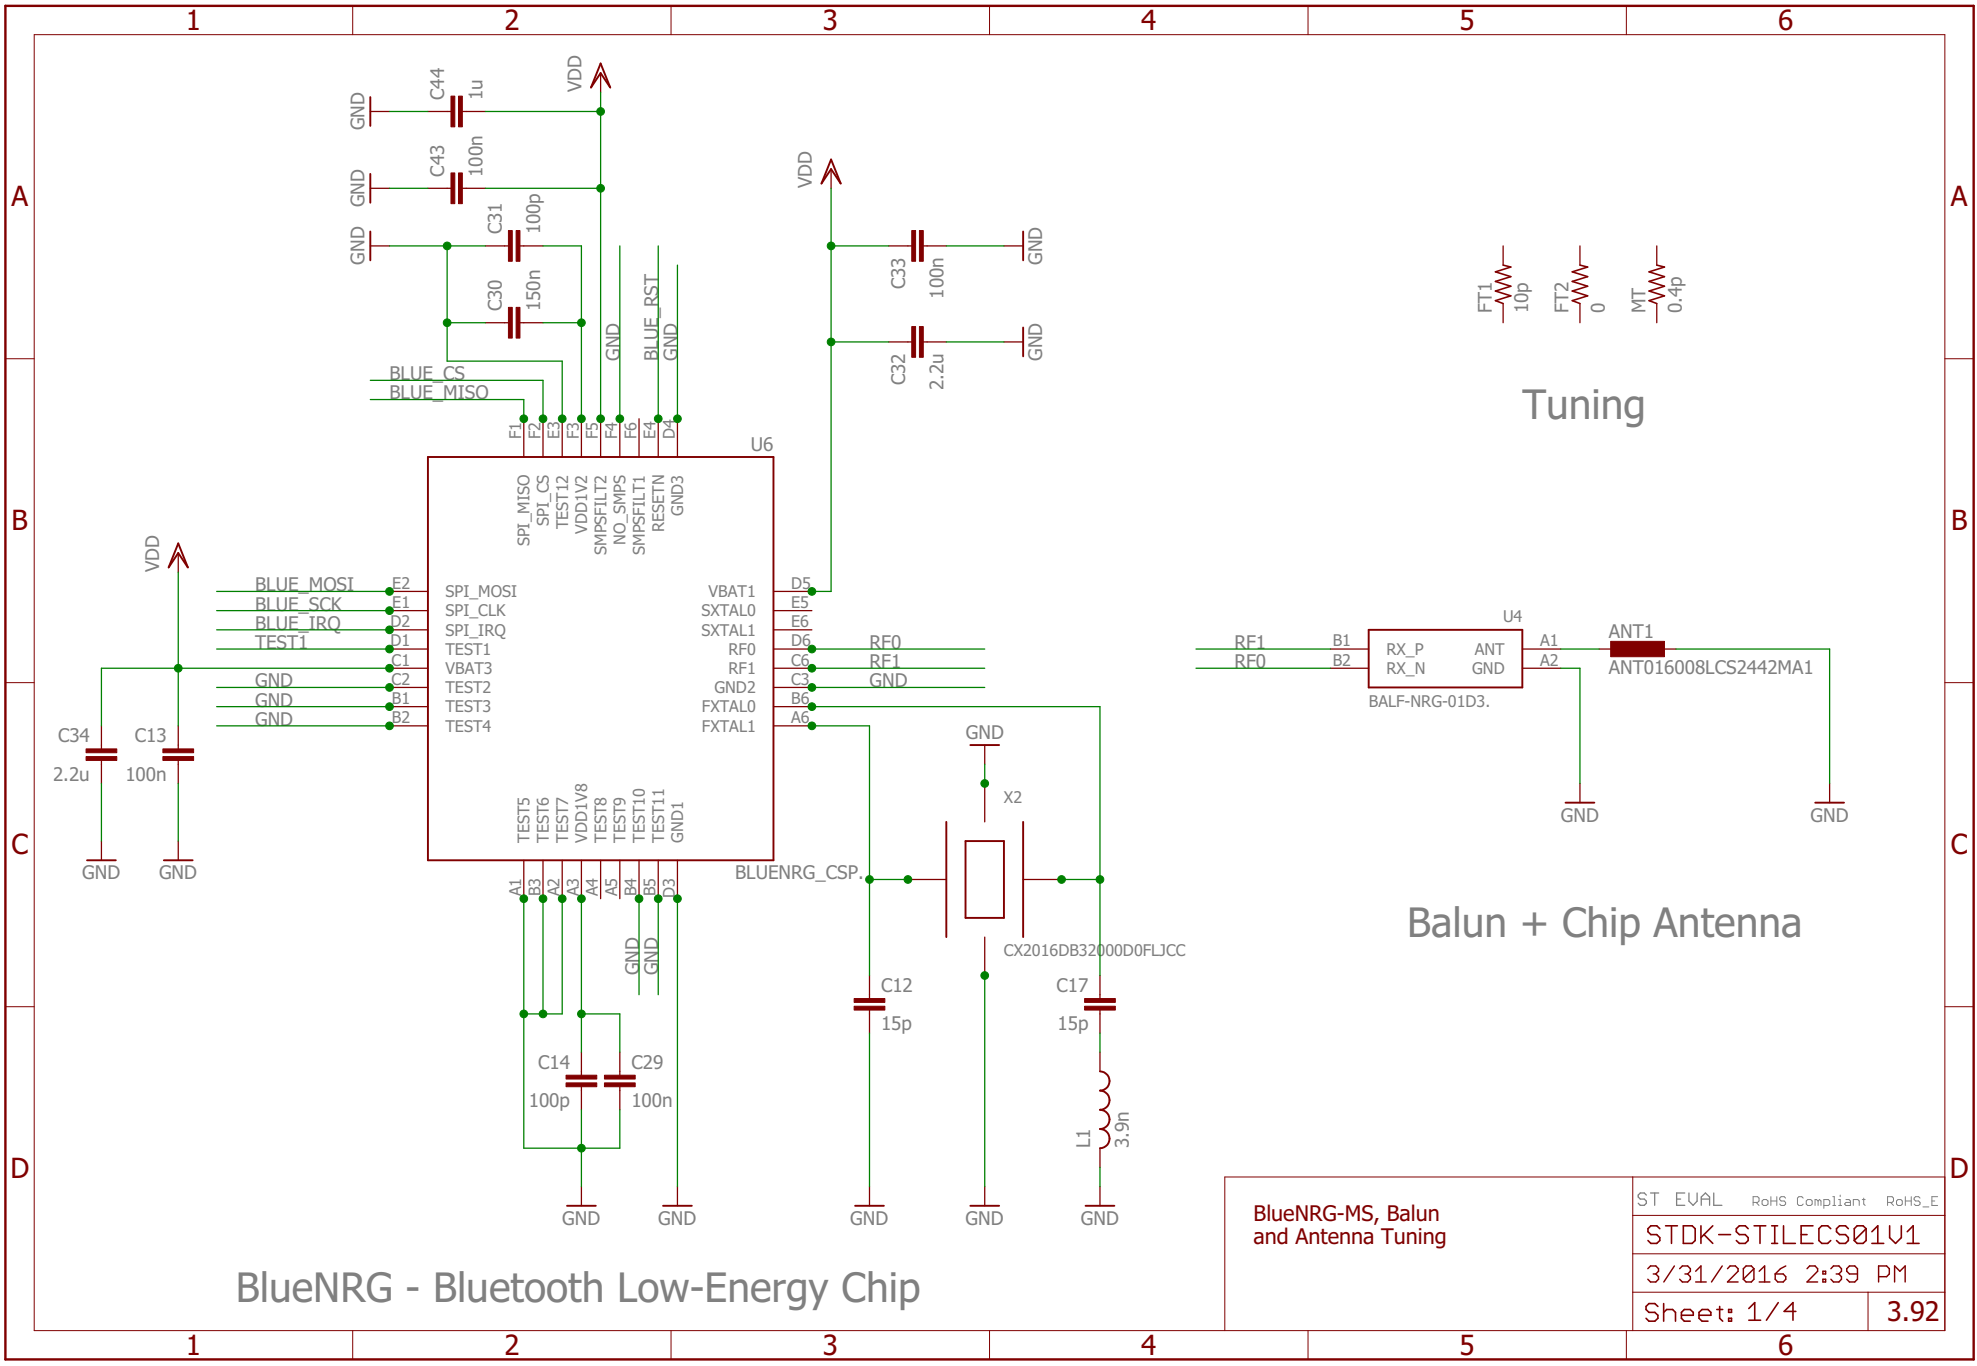 1 2 3 4 5 6
A A
B B
C C
D D
GND C44 1u VDD
GND C43 100n
GND C31 100p
C30 150n
BLUE_CS
BLUE_MISO
GND
BLUE_RST
GND
F1 F2 E3 F3 F5 F4 F6 E4 D4
U6
SPI_MISO
SPI_CS
TEST12
VDD1V2
SMPSFILT2
NO_SMPS
SMPSFILT1
RESETN
GND3
VDD
C33 100n GND
C32 2.2u GND
VDD
BLUE_MOSI E2 SPI_MOSI
BLUE_SCK E1 SPI_CLK
BLUE_IRQ D2 SPI_IRQ
TEST1 D1 TEST1
C1 VBAT3
GND C2 TEST2
GND B1 TEST3
GND B2 TEST4
VBAT1 D5
SXTAL0 E5
SXTAL1 E6
RF0 D6 RF0
RF1 C6 RF1
GND2 C3 GND
FXTAL0 B6
FXTAL1 A6
C34 2.2u GND
C13 100n GND
TEST5
TEST6
TEST7
VDD1V8
TEST8
TEST9
TEST10
TEST11
GND1
A1 B3 A2 A3 A4 A5 B4 B5 D3
BLUENRG_CSP.
GND
GND
C14 100p
C29 100n
GND
GND
GND
X2
CX2016DB32000D0FLJCC
C12 15p
C17 15p
L1 3.9n
GND
GND
GND
BlueNRG - Bluetooth Low-Energy Chip
FT1 10p
FT2 0
MT 0.4p
Tuning
U4
RF1 B1 RX_P ANT A1
RF0 B2 RX_N GND A2
BALF-NRG-01D3.
ANT1
ANT016008LCS2442MA1
GND
GND
Balun + Chip Antenna
BlueNRG-MS, Balun
and Antenna Tuning
ST EVAL RoHS Compliant RoHS_E
STDK-STILECS01V1
3/31/2016 2:39 PM
Sheet: 1/4 3.92
1 2 3 4 5 6